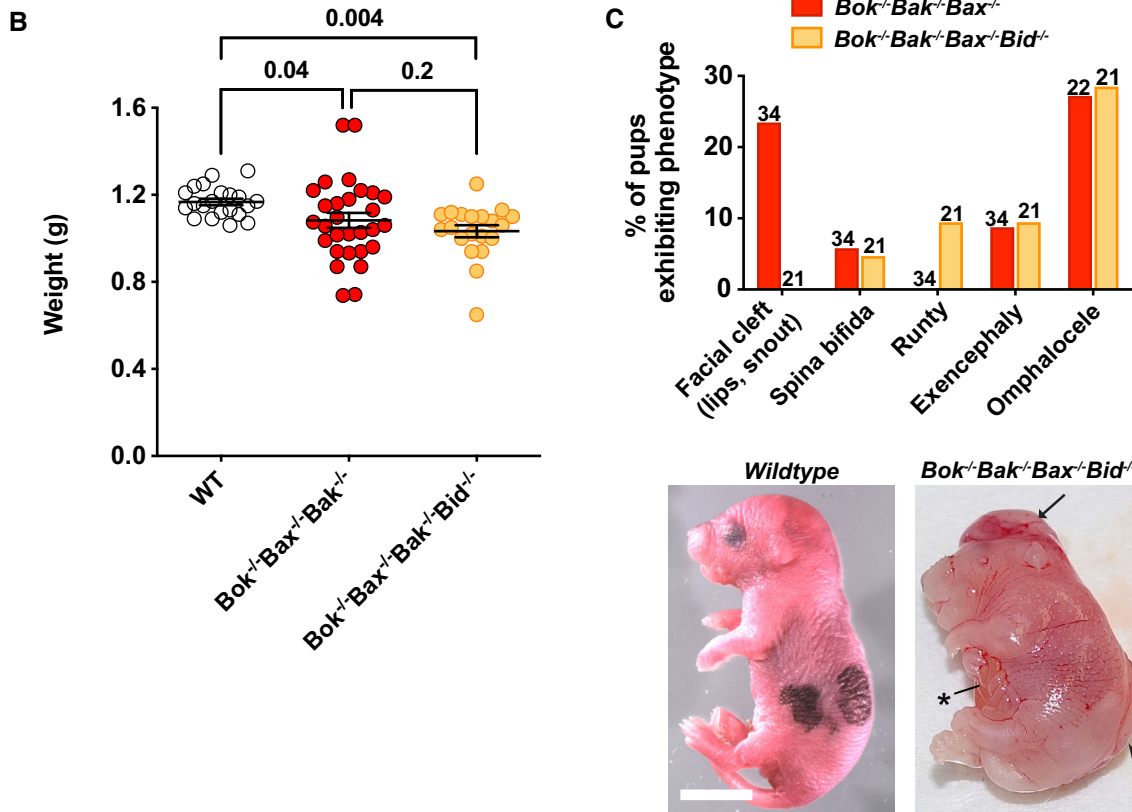 B
0.004
0.04
0.2
Weight (g)
1.6
1.2
0.8
0.4
0.0
WT
Bok-/-Bax-/-Bak-/-
Bok-/-Bax-/-Bak-/-Bid-/-
C
Bok-/-Bak-/-Bax-/-
Bok-/-Bak-/-Bax-/-Bid-/-
% of pups
exhibiting phenotype
30
20
10
0
34
21
34
21
34
21
34
21
22
21
Facial cleft
(lips, snout)
Spina bifida
Runty
Exencephaly
Omphalocele
Wildtype
Bok-/-Bak-/-Bax-/-Bid-/-
*